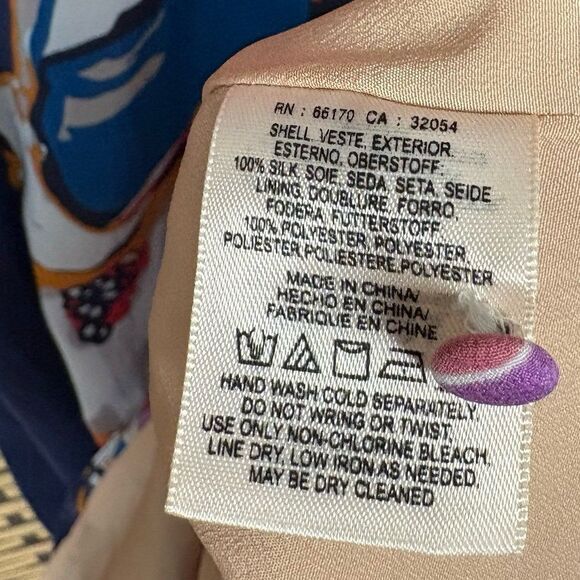 RN : 66170 CA : 32054
SHELL, VESTE, EXTERIOR,
ESTERNO, OBERSTOFF.
100% SILK, SOIE, SEDA, SETA, SEIDE
LINING, DOUBLURE, FORRO,
FODERA, FUTTERSTOFF
100% POLYESTER, POLYESTER
POLIESTER, POLIESTERE, POLYESTER
MADE IN CHINA/
HECHO EN CHINA/
FABRIQUE EN CHINE
HAND WASH COLD SEPARATELY.
DO NOT WRING OR TWIST.
USE ONLY NON-CHLORINE BLEACH.
LINE DRY, LOW IRON AS NEEDED.
MAY BE DRY CLEANED